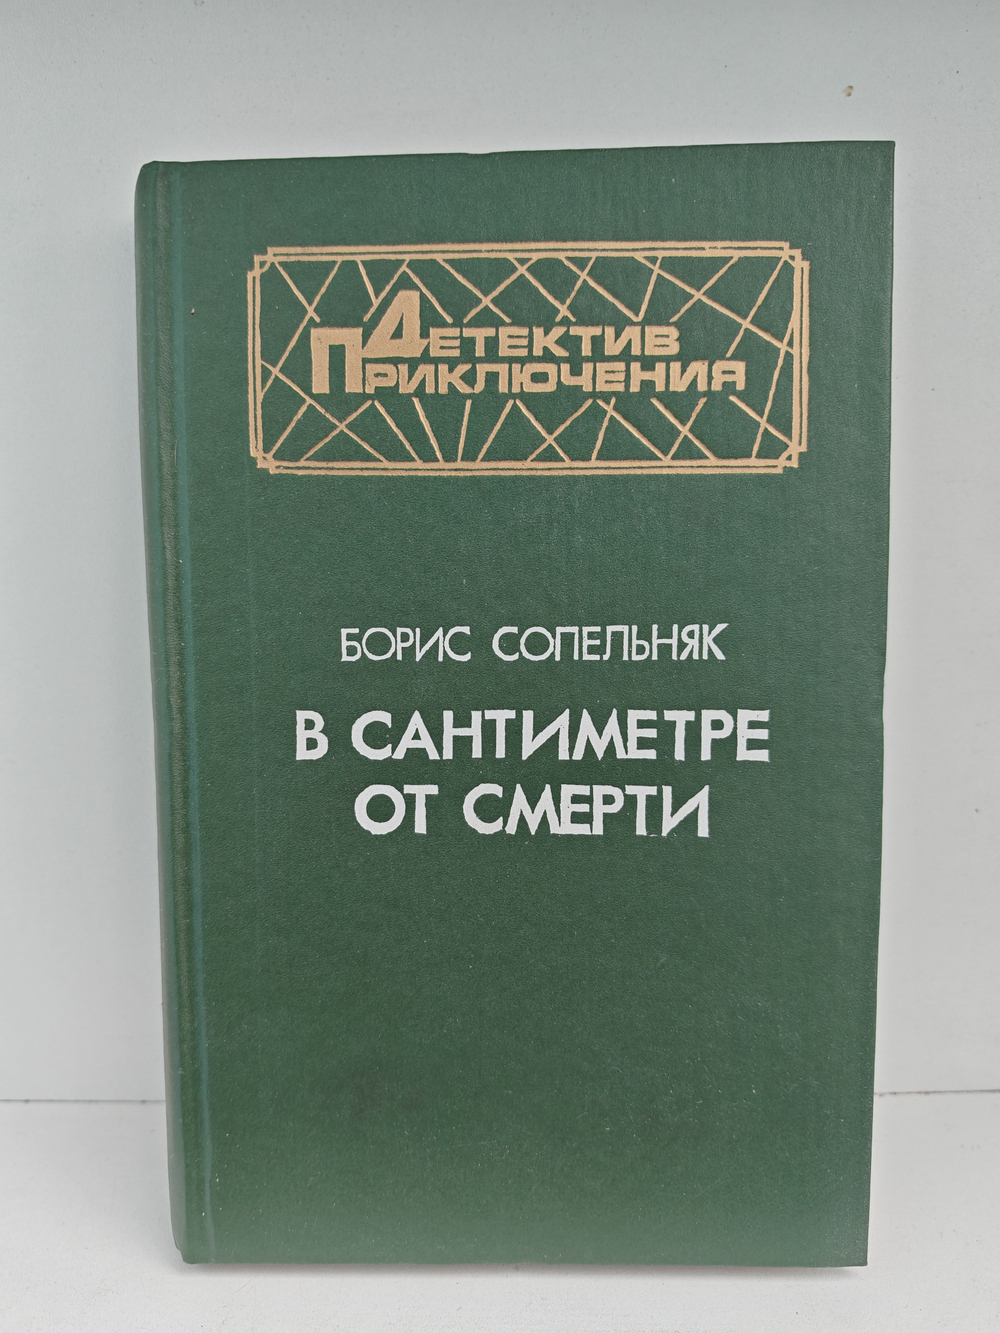 ДЕТЕКТИВ
ПРИКЛЮЧЕНИЯ
БОРИС СОПЕЛЬНЯК
В САНТИМЕТРЕ
ОТ СМЕРТИ